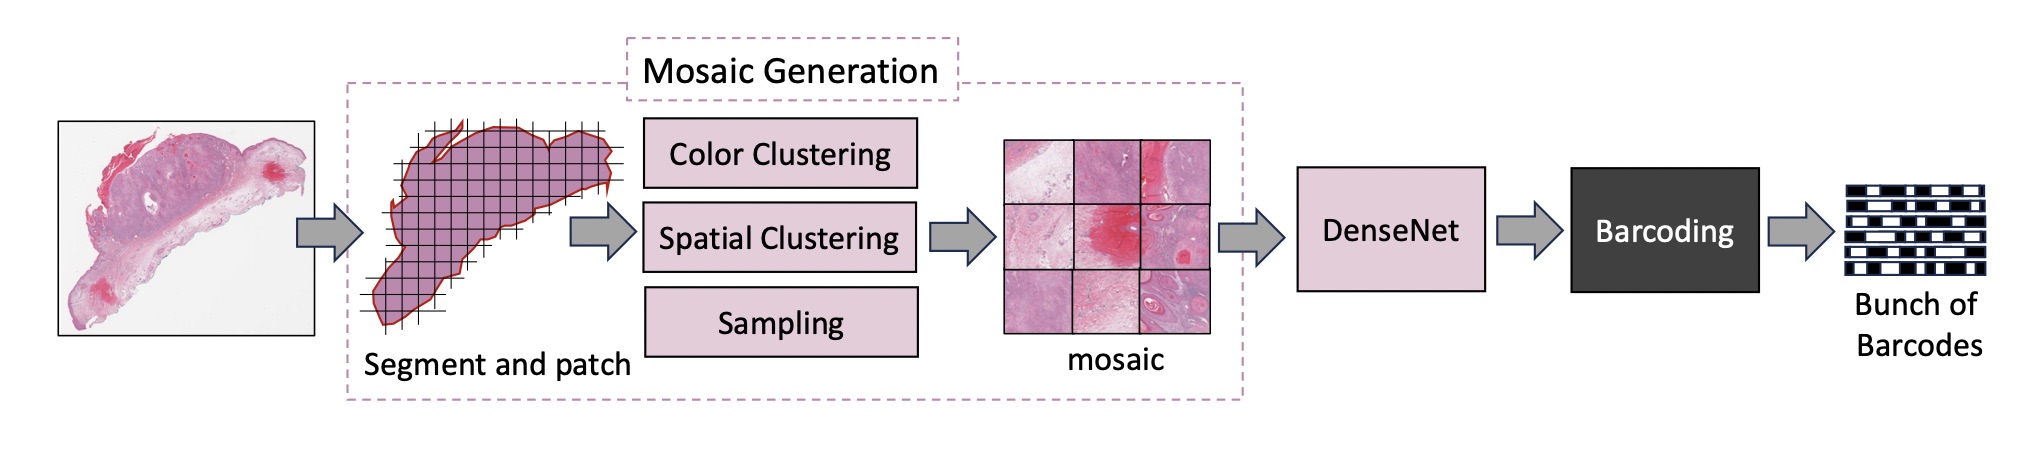 Mosaic Generation
Segment and patch
Color Clustering
Spatial Clustering
Sampling
mosaic
DenseNet
Barcoding
Bunch of
Barcodes